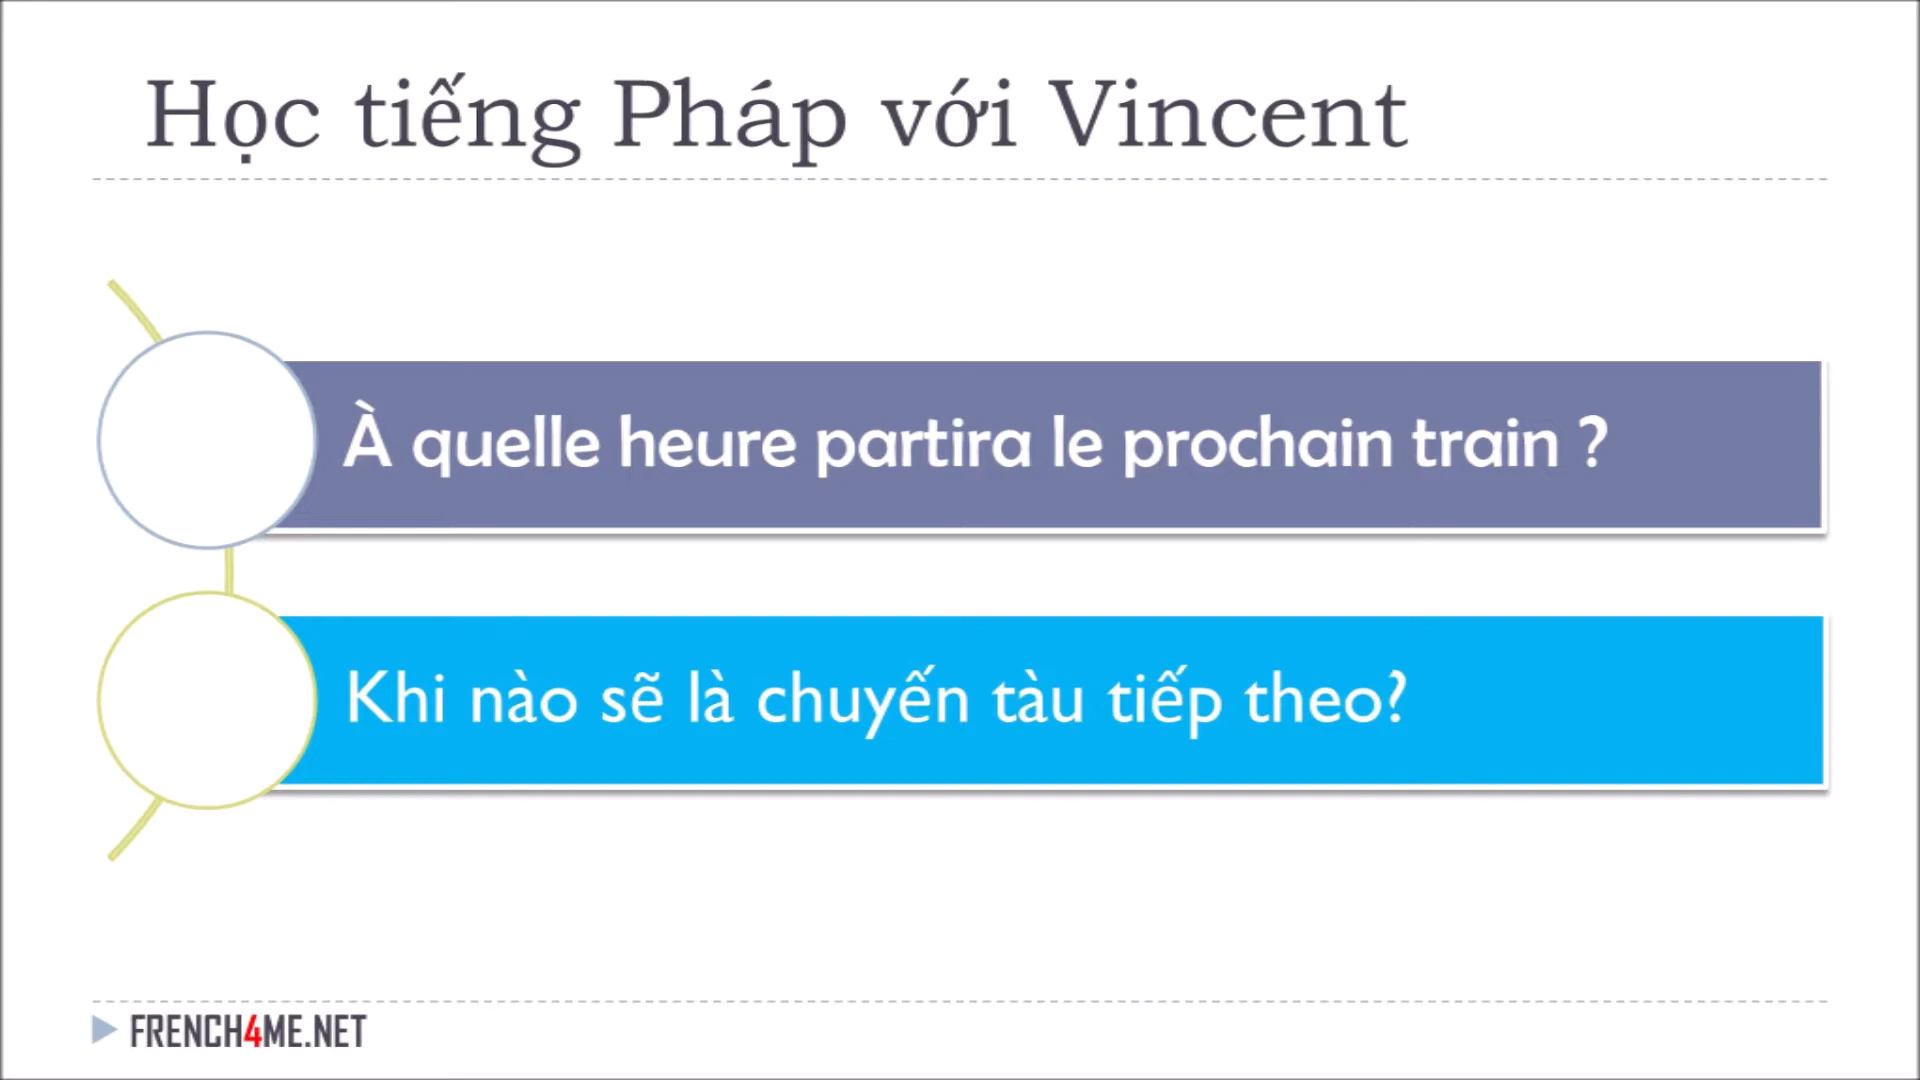 Học tiếng Pháp với Vincent
À quelle heure partira le prochain train ?
Khi nào sẽ là chuyến tàu tiếp theo?
FRENCH4ME.NET